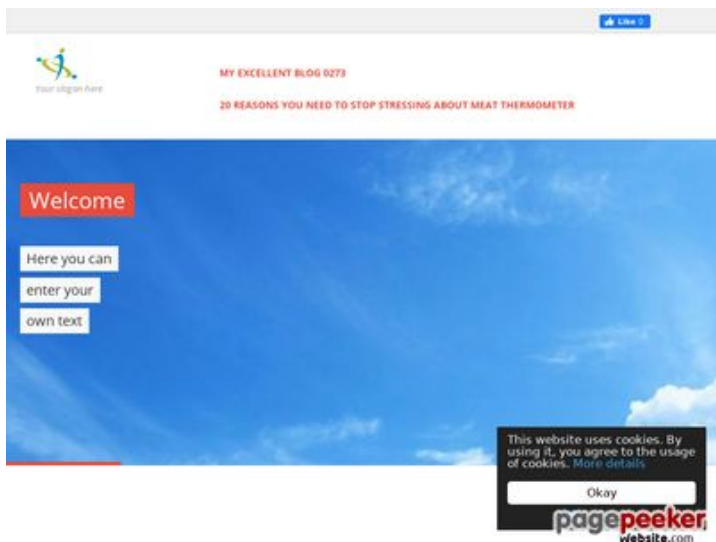 Like 0
Your slogan here
MY EXCELLENT BLOG 0273
20 REASONS YOU NEED TO STOP STRESSING ABOUT MEAT THERMOMETER
Welcome
Here you can
enter your
own text
This website uses cookies. By
using it, you agree to the usage
of cookies. More details
Okay
pagepeeker
website.com